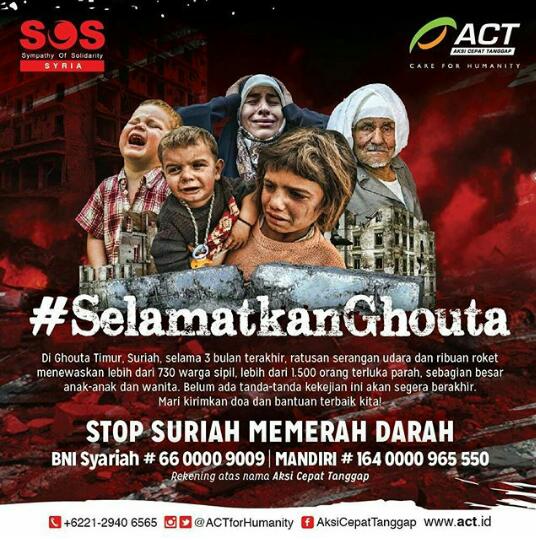 SOS
Sympathy Of Solidarity
SYRIA
ACT
AKSI CEPAT TANGGAP
CARE FOR HUMANITY
#SelamatkanGhouta
Di Ghouta Timur, Suriah, selama 3 bulan terakhir, ratusan serangan udara dan ribuan roket
menewaskan lebih dari 730 warga sipil, lebih dari 1.500 orang terluka parah, sebagian besar
anak-anak dan wanita. Belum ada tanda-tanda kekejian ini akan segera berakhir.
Mari kirimkan doa dan bantuan terbaik kita!
STOP SURIAH MEMERAH DARAH
BNI Syariah # 66 0000 9009 | MANDIRI # 164 0000 965 550
Rekening atas nama Aksi Cepat Tanggap
+6221-2940 6565 @ACTforHumanity AksiCepatTanggap www.act.id